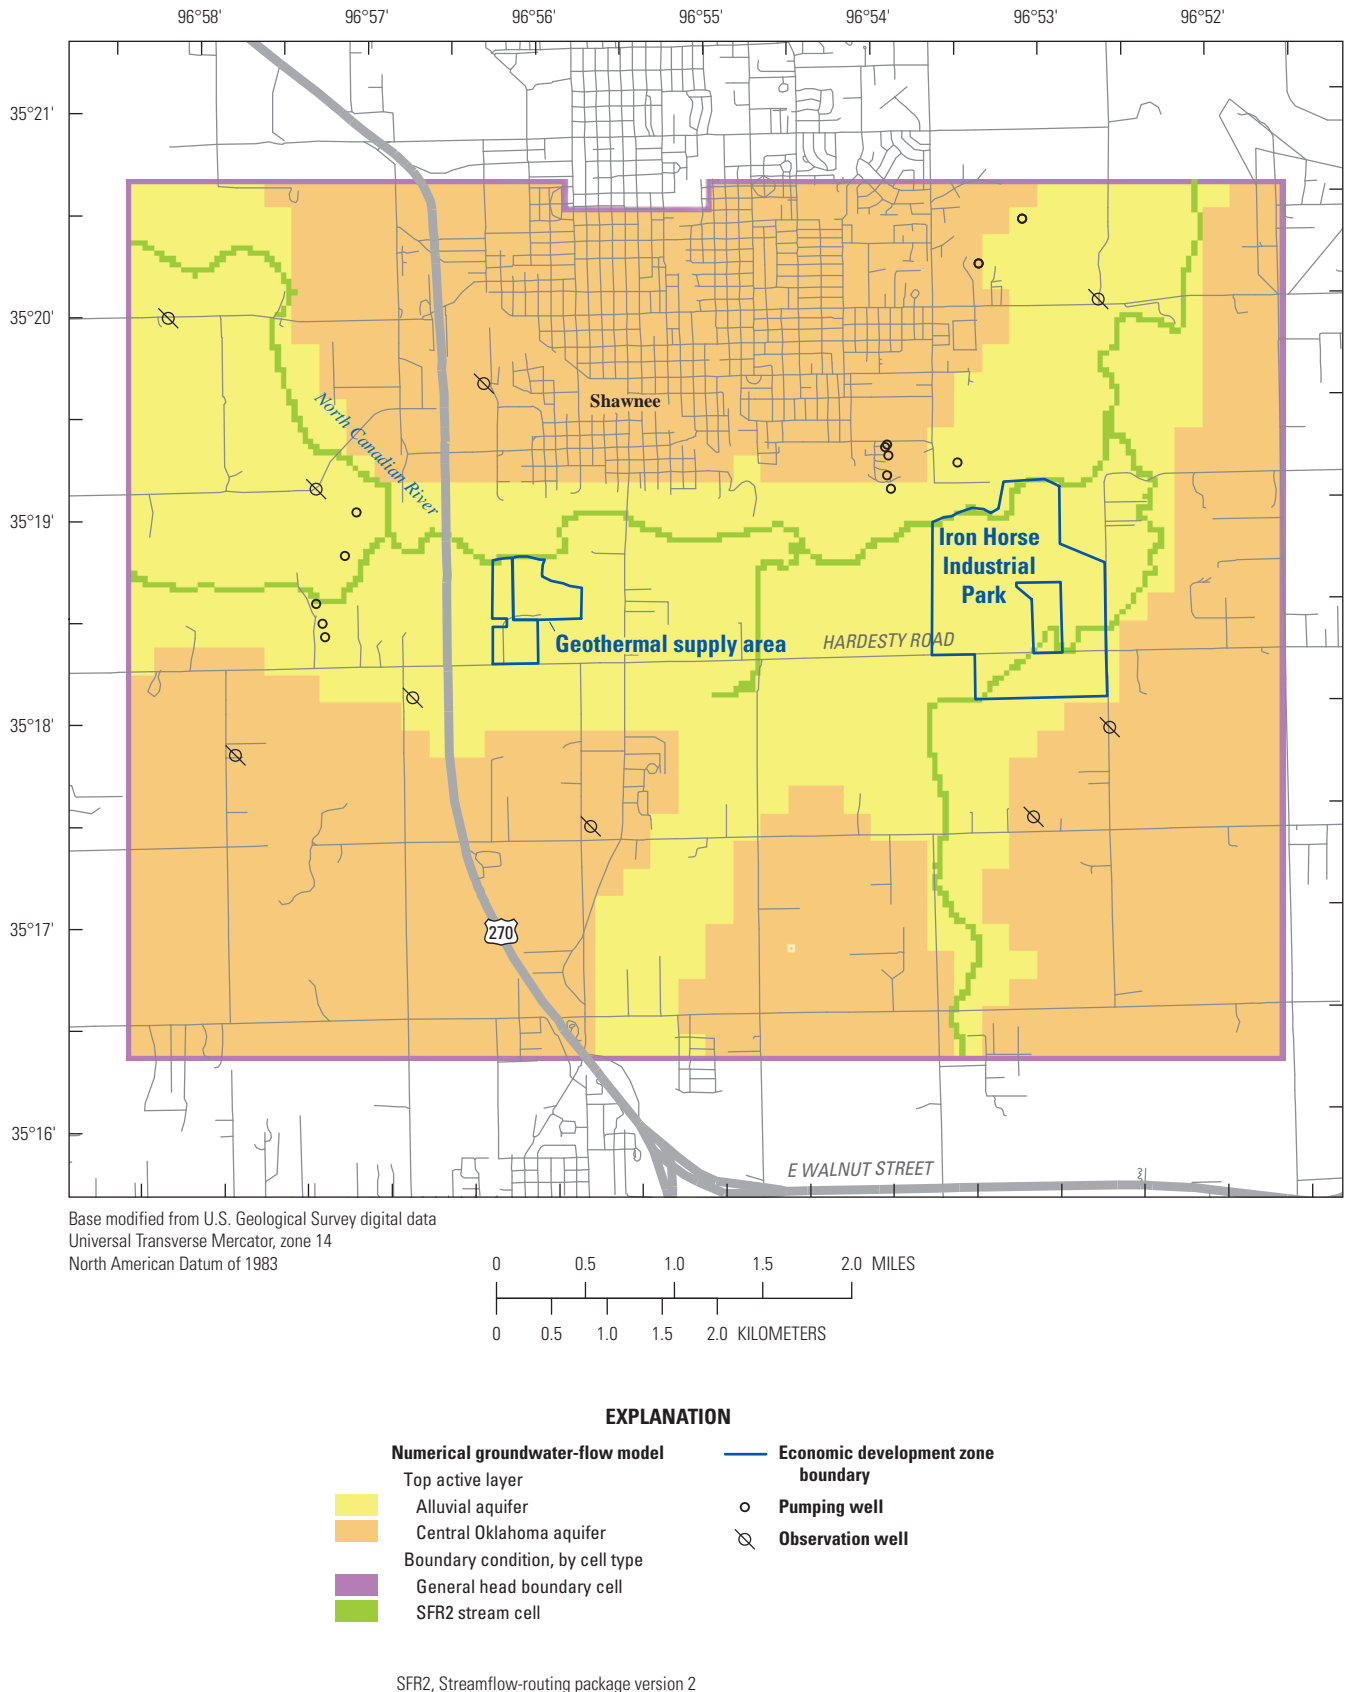 96°58' 96°57' 96°56' 96°55' 96°54' 96°53' 96°52'
35°21'
35°20'
Shawnee
North Canadian River
35°19'
Iron Horse
Industrial
Park
Geothermal supply area
HARDESTY ROAD
35°18'
35°17'
270
35°16'
E WALNUT STREET
Base modified from U.S. Geological Survey digital data
Universal Transverse Mercator, zone 14
North American Datum of 1983
0 0.5 1.0 1.5 2.0 MILES
0 0.5 1.0 1.5 2.0 KILOMETERS
EXPLANATION
Numerical groundwater-flow model
Top active layer
Alluvial aquifer
Central Oklahoma aquifer
Boundary condition, by cell type
General head boundary cell
SFR2 stream cell
Economic development zone
boundary
Pumping well
Observation well
SFR2, Streamflow-routing package version 2